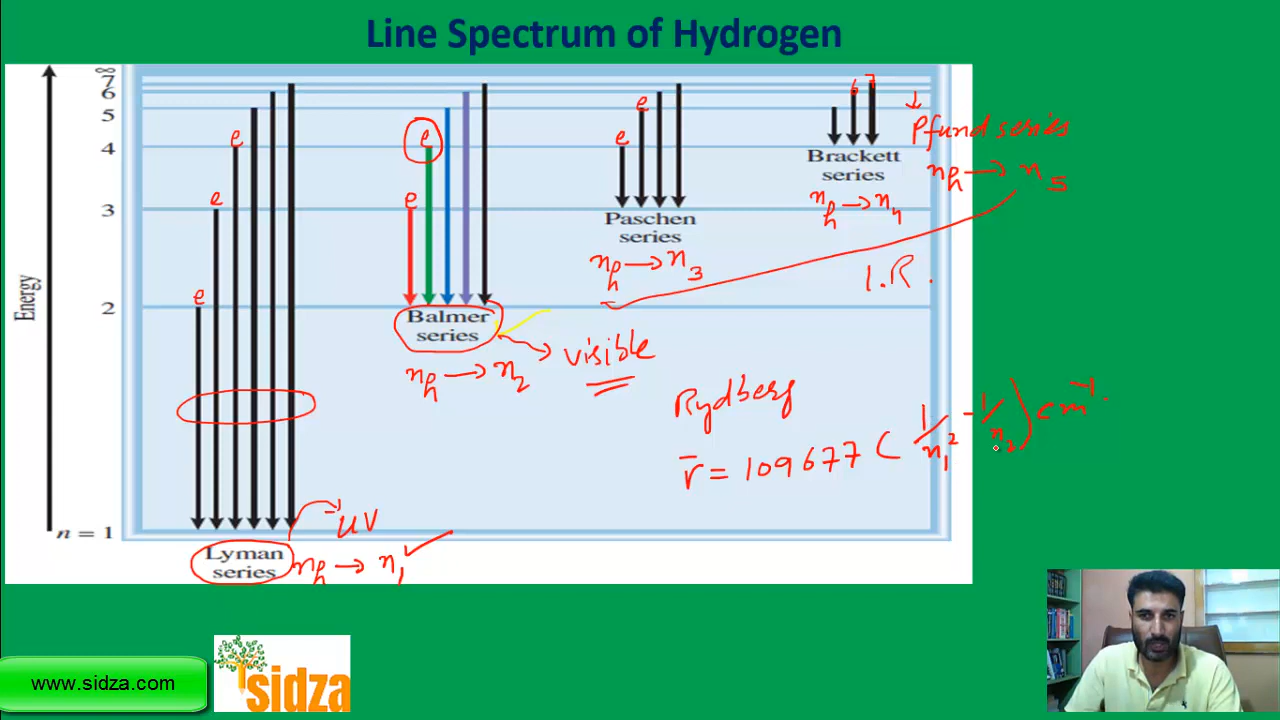 Line Spectrum of Hydrogen
∞
7
6
5
4
3
2
n = 1
Energy
e
e
e
e
e
e
e
6 7
Pfund series
n_h → n_5
Brackett
series
n_h → n_4
Paschen
series
n_h → n_3
I.R.
Balmer
series
n_h → n_2
visible
Rydberg
r̄ = 109677 ( 1/n_1² - 1/n_2 ) cm⁻¹
UV
Lyman
series
n_h → n_1
www.sidza.com
sidza